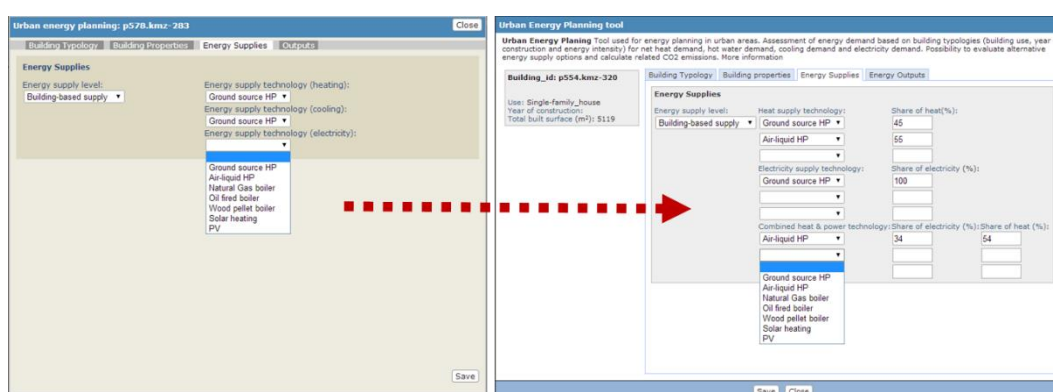 Urban energy planning: p578.kmz-283
Close
Building Typology Building Properties Energy Supplies Outputs
Energy Supplies
Energy supply level:
Building-based supply
Energy supply technology (heating):
Ground source HP
Energy supply technology (cooling):
Ground source HP
Energy supply technology (electricity):
Ground source HP
Air-liquid HP
Natural Gas boiler
Oil fired boiler
Wood pellet boiler
Solar heating
PV
Save
Urban Energy Planning tool
Urban Energy Planing Tool used for energy planning in urban areas. Assessment of energy demand based on building typologies (building use, year
construction and energy intensity) for net heat demand, hot water demand, cooling demand and electricity demand. Possibility to evaluate alternative
energy supply options and calculate related CO2 emissions. More information
Building_id: p554.kmz-320
Use: Single-family_house
Year of construction:
Total built surface (m²): 5119
Building Typology Building properties Energy Supplies Energy Outputs
Energy Supplies
Energy supply level: Heat supply technology: Share of heat(%):
Building-based supply Ground source HP 45
Air-liquid HP 55
Electricity supply technology: Share of electricity (%):
Ground source HP 100
Combined heat & power technology: Share of electricity (%): Share of heat (%):
Air-liquid HP 34 54
Ground source HP
Air-liquid HP
Natural Gas boiler
Oil fired boiler
Wood pellet boiler
Solar heating
PV
Save Close